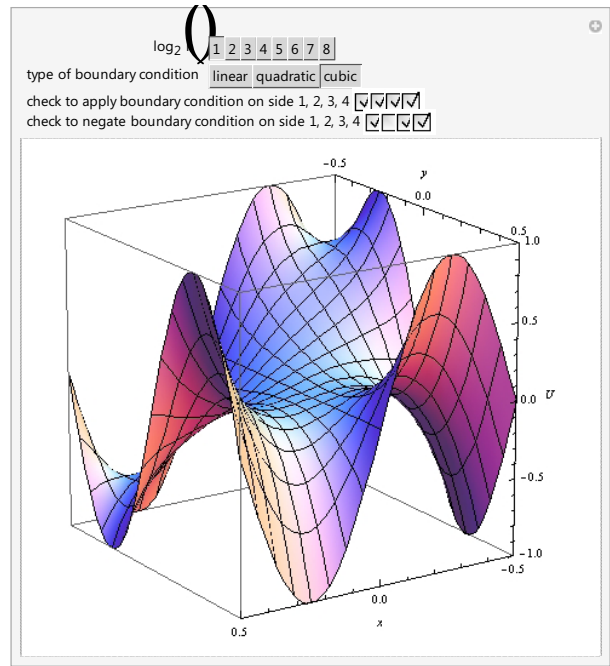 log2 ( ) 1 2 3 4 5 6 7 8
type of boundary condition linear quadratic cubic
check to apply boundary condition on side 1, 2, 3, 4
check to negate boundary condition on side 1, 2, 3, 4
-0.5
y
0.0
0.5
1.0
0.5
0.0 U
-0.5
-1.0
-0.5
0.0
x
0.5